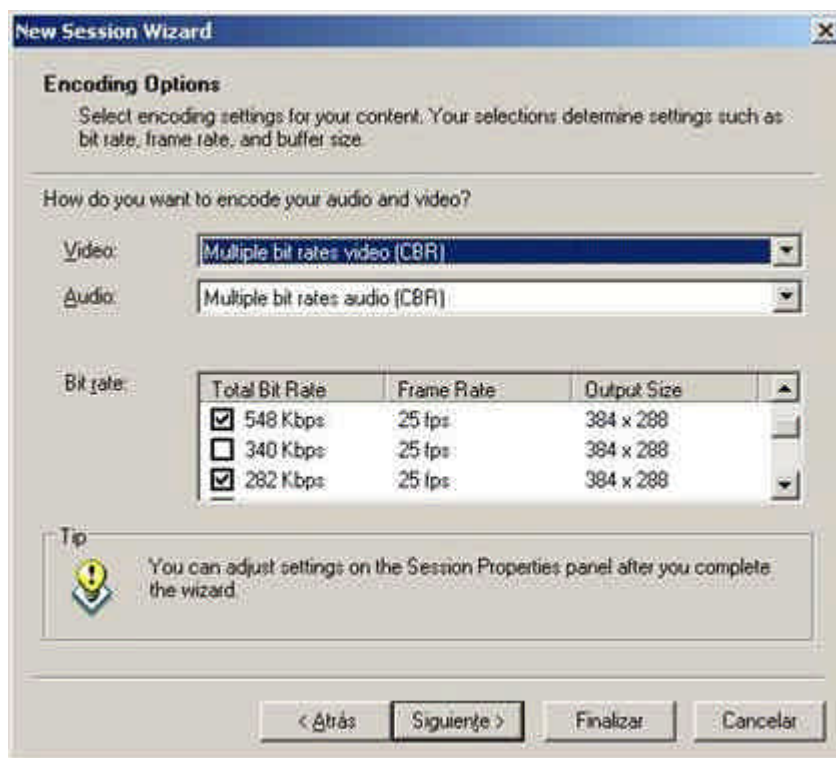 New Session Wizard
Encoding Options
Select encoding settings for your content. Your selections determine settings such as
bit rate, frame rate, and buffer size.
How do you want to encode your audio and video?
Video: Multiple bit rates video (CBR)
Audio: Multiple bit rates audio (CBR)
Bit rate: Total Bit Rate Frame Rate Output Size
548 Kbps 25 fps 384 x 288
340 Kbps 25 fps 384 x 288
282 Kbps 25 fps 384 x 288
Tip
You can adjust settings on the Session Properties panel after you complete
the wizard.
< Atrás Siguiente > Finalizar Cancelar